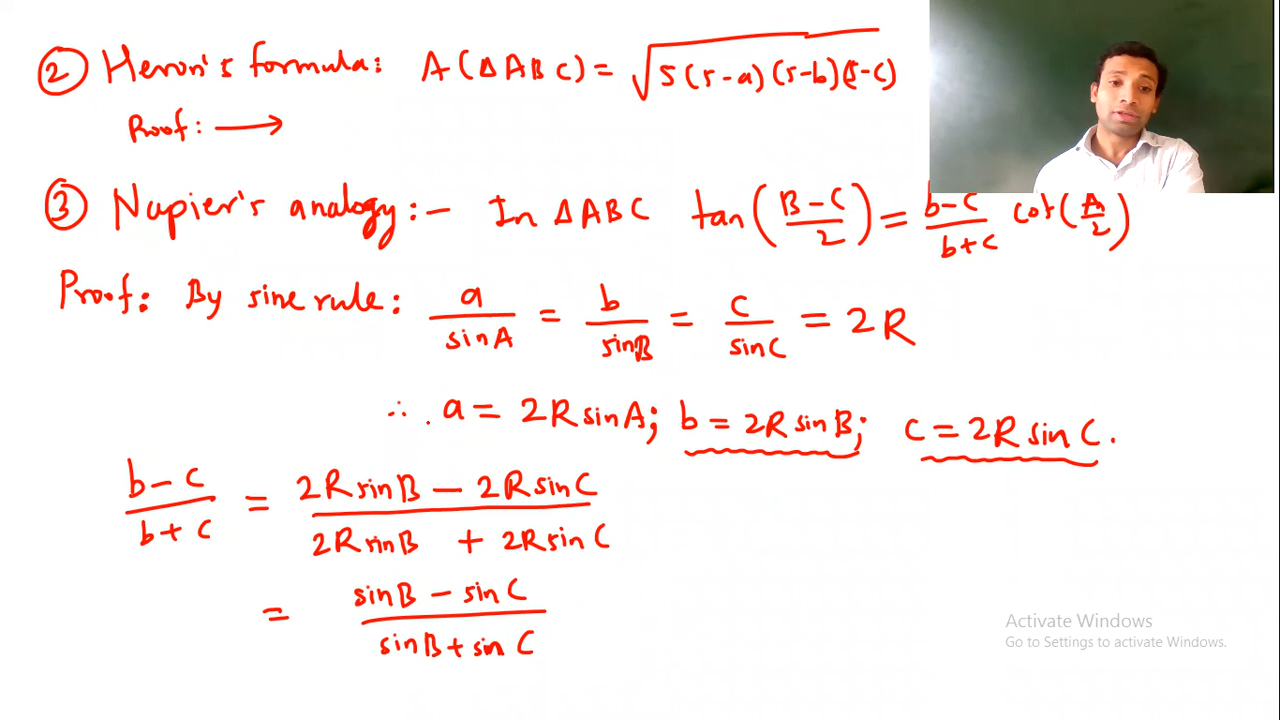 ② Heron's formula: A(ΔABC) = √s(s-a)(s-b)(s-c)
Proof: ⟶
③ Napier's analogy:- In ΔABC tan(B-C/2) = b-c/b+c cot(A/2)
Proof: By sine rule: a/sinA = b/sinB = c/sinC = 2R
∴ a = 2R sinA; b = 2R sinB; c = 2R sin C.
b-c/b+c = 2R sinB - 2R sinC/2R sinB + 2R sinC
= sinB - sinC/sinB + sinC
Activate Windows
Go to Settings to activate Windows.